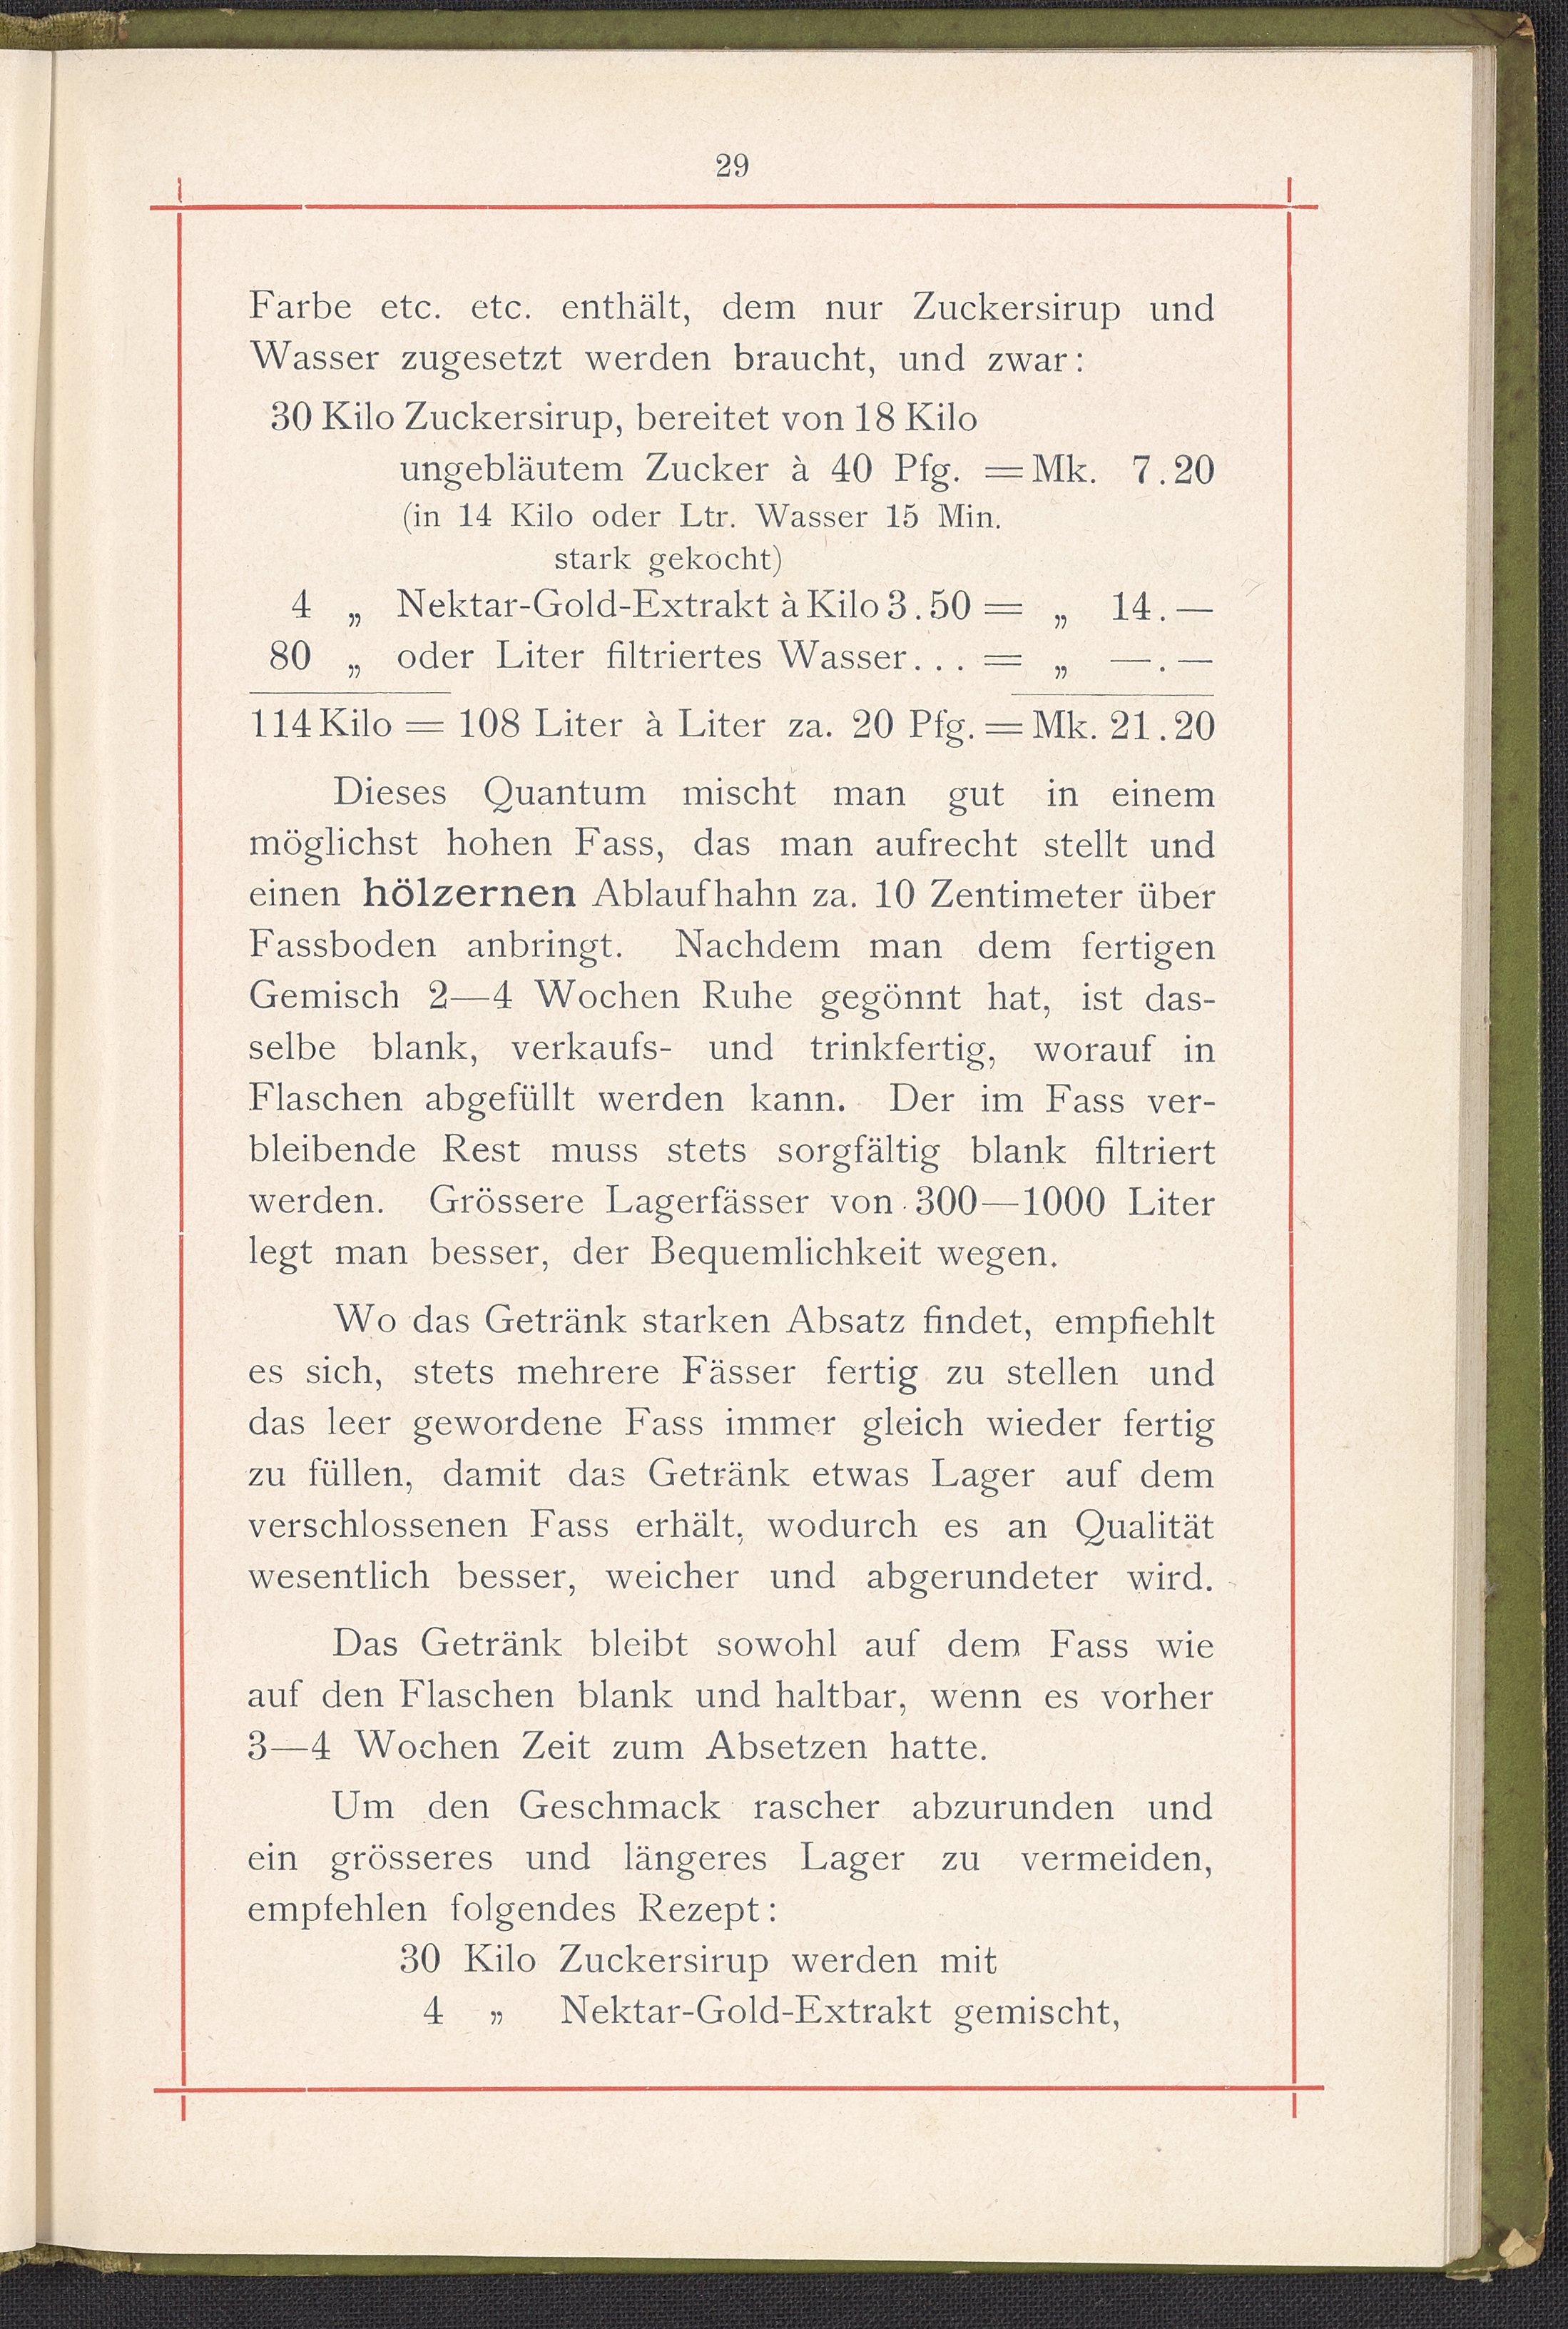 29
Farbe etc. etc. enthält, dem nur Zuckersirup und
Wasser zugesetzt werden braucht, und zwar:
30 Kilo Zuckersirup, bereitet von 18 Kilo
ungebläutem Zucker à 40 Pfg. = Mk. 7.20
(in 14 Kilo oder Ltr. Wasser 15 Min.
stark gekocht)
4 „ Nektar-Gold-Extrakt à Kilo 3.50 = „ 14.—
80 „ oder Liter filtriertes Wasser... = „ —.—
114 Kilo = 108 Liter à Liter za. 20 Pfg. = Mk. 21.20
Dieses Quantum mischt man gut in einem
möglichst hohen Fass, das man aufrecht stellt und
einen hölzernen Ablaufhahn za. 10 Zentimeter über
Fassboden anbringt. Nachdem man dem fertigen
Gemisch 2—4 Wochen Ruhe gegönnt hat, ist das-
selbe blank, verkaufs- und trinkfertig, worauf in
Flaschen abgefüllt werden kann. Der im Fass ver-
bleibende Rest muss stets sorgfältig blank filtriert
werden. Grössere Lagerfässer von 300—1000 Liter
legt man besser, der Bequemlichkeit wegen.
Wo das Getränk starken Absatz findet, empfiehlt
es sich, stets mehrere Fässer fertig zu stellen und
das leer gewordene Fass immer gleich wieder fertig
zu füllen, damit das Getränk etwas Lager auf dem
verschlossenen Fass erhält, wodurch es an Qualität
wesentlich besser, weicher und abgerundeter wird.
Das Getränk bleibt sowohl auf dem Fass wie
auf den Flaschen blank und haltbar, wenn es vorher
3—4 Wochen Zeit zum Absetzen hatte.
Um den Geschmack rascher abzurunden und
ein grösseres und längeres Lager zu vermeiden,
empfehlen folgendes Rezept:
30 Kilo Zuckersirup werden mit
4 „ Nektar-Gold-Extrakt gemischt,